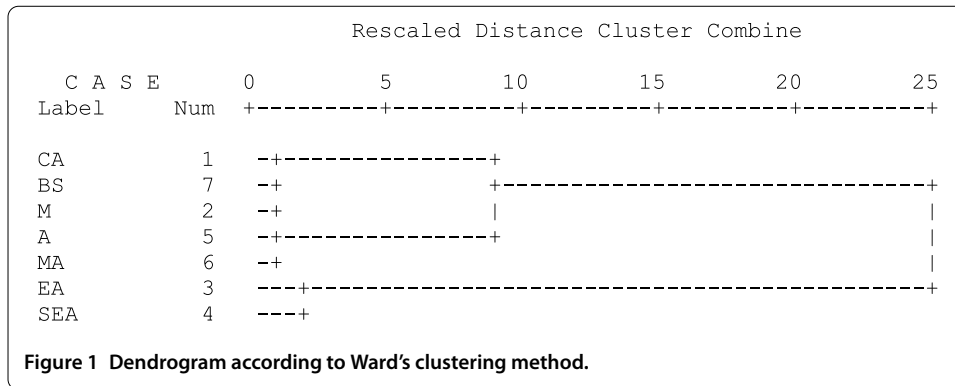 Rescaled Distance Cluster Combine
C A S E 0 5 10 15 20 25
Label Num +---------+---------+---------+---------+---------+
CA 1 -+---------------+
BS 7 -+ +-------------------------------+
M 2 -+ | |
A 5 -+---------------+ |
MA 6 -+ |
EA 3 ---+---------------------------------------------+
SEA 4 ---+
Figure 1 Dendrogram according to Ward's clustering method.